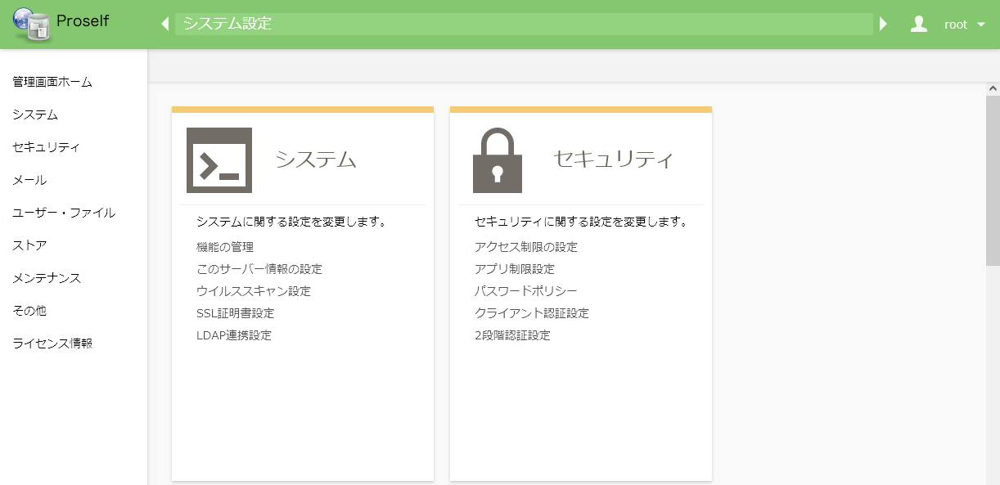 Proself
システム設定
root
管理画面ホーム
システム
セキュリティ
メール
ユーザー・ファイル
ストア
メンテナンス
その他
ライセンス情報
システム
システムに関する設定を変更します。
機能の管理
このサーバー情報の設定
ウイルススキャン設定
SSL証明書設定
LDAP連携設定
セキュリティ
セキュリティに関する設定を変更します。
アクセス制限の設定
アプリ制限設定
パスワードポリシー
クライアント認証設定
2段階認証設定